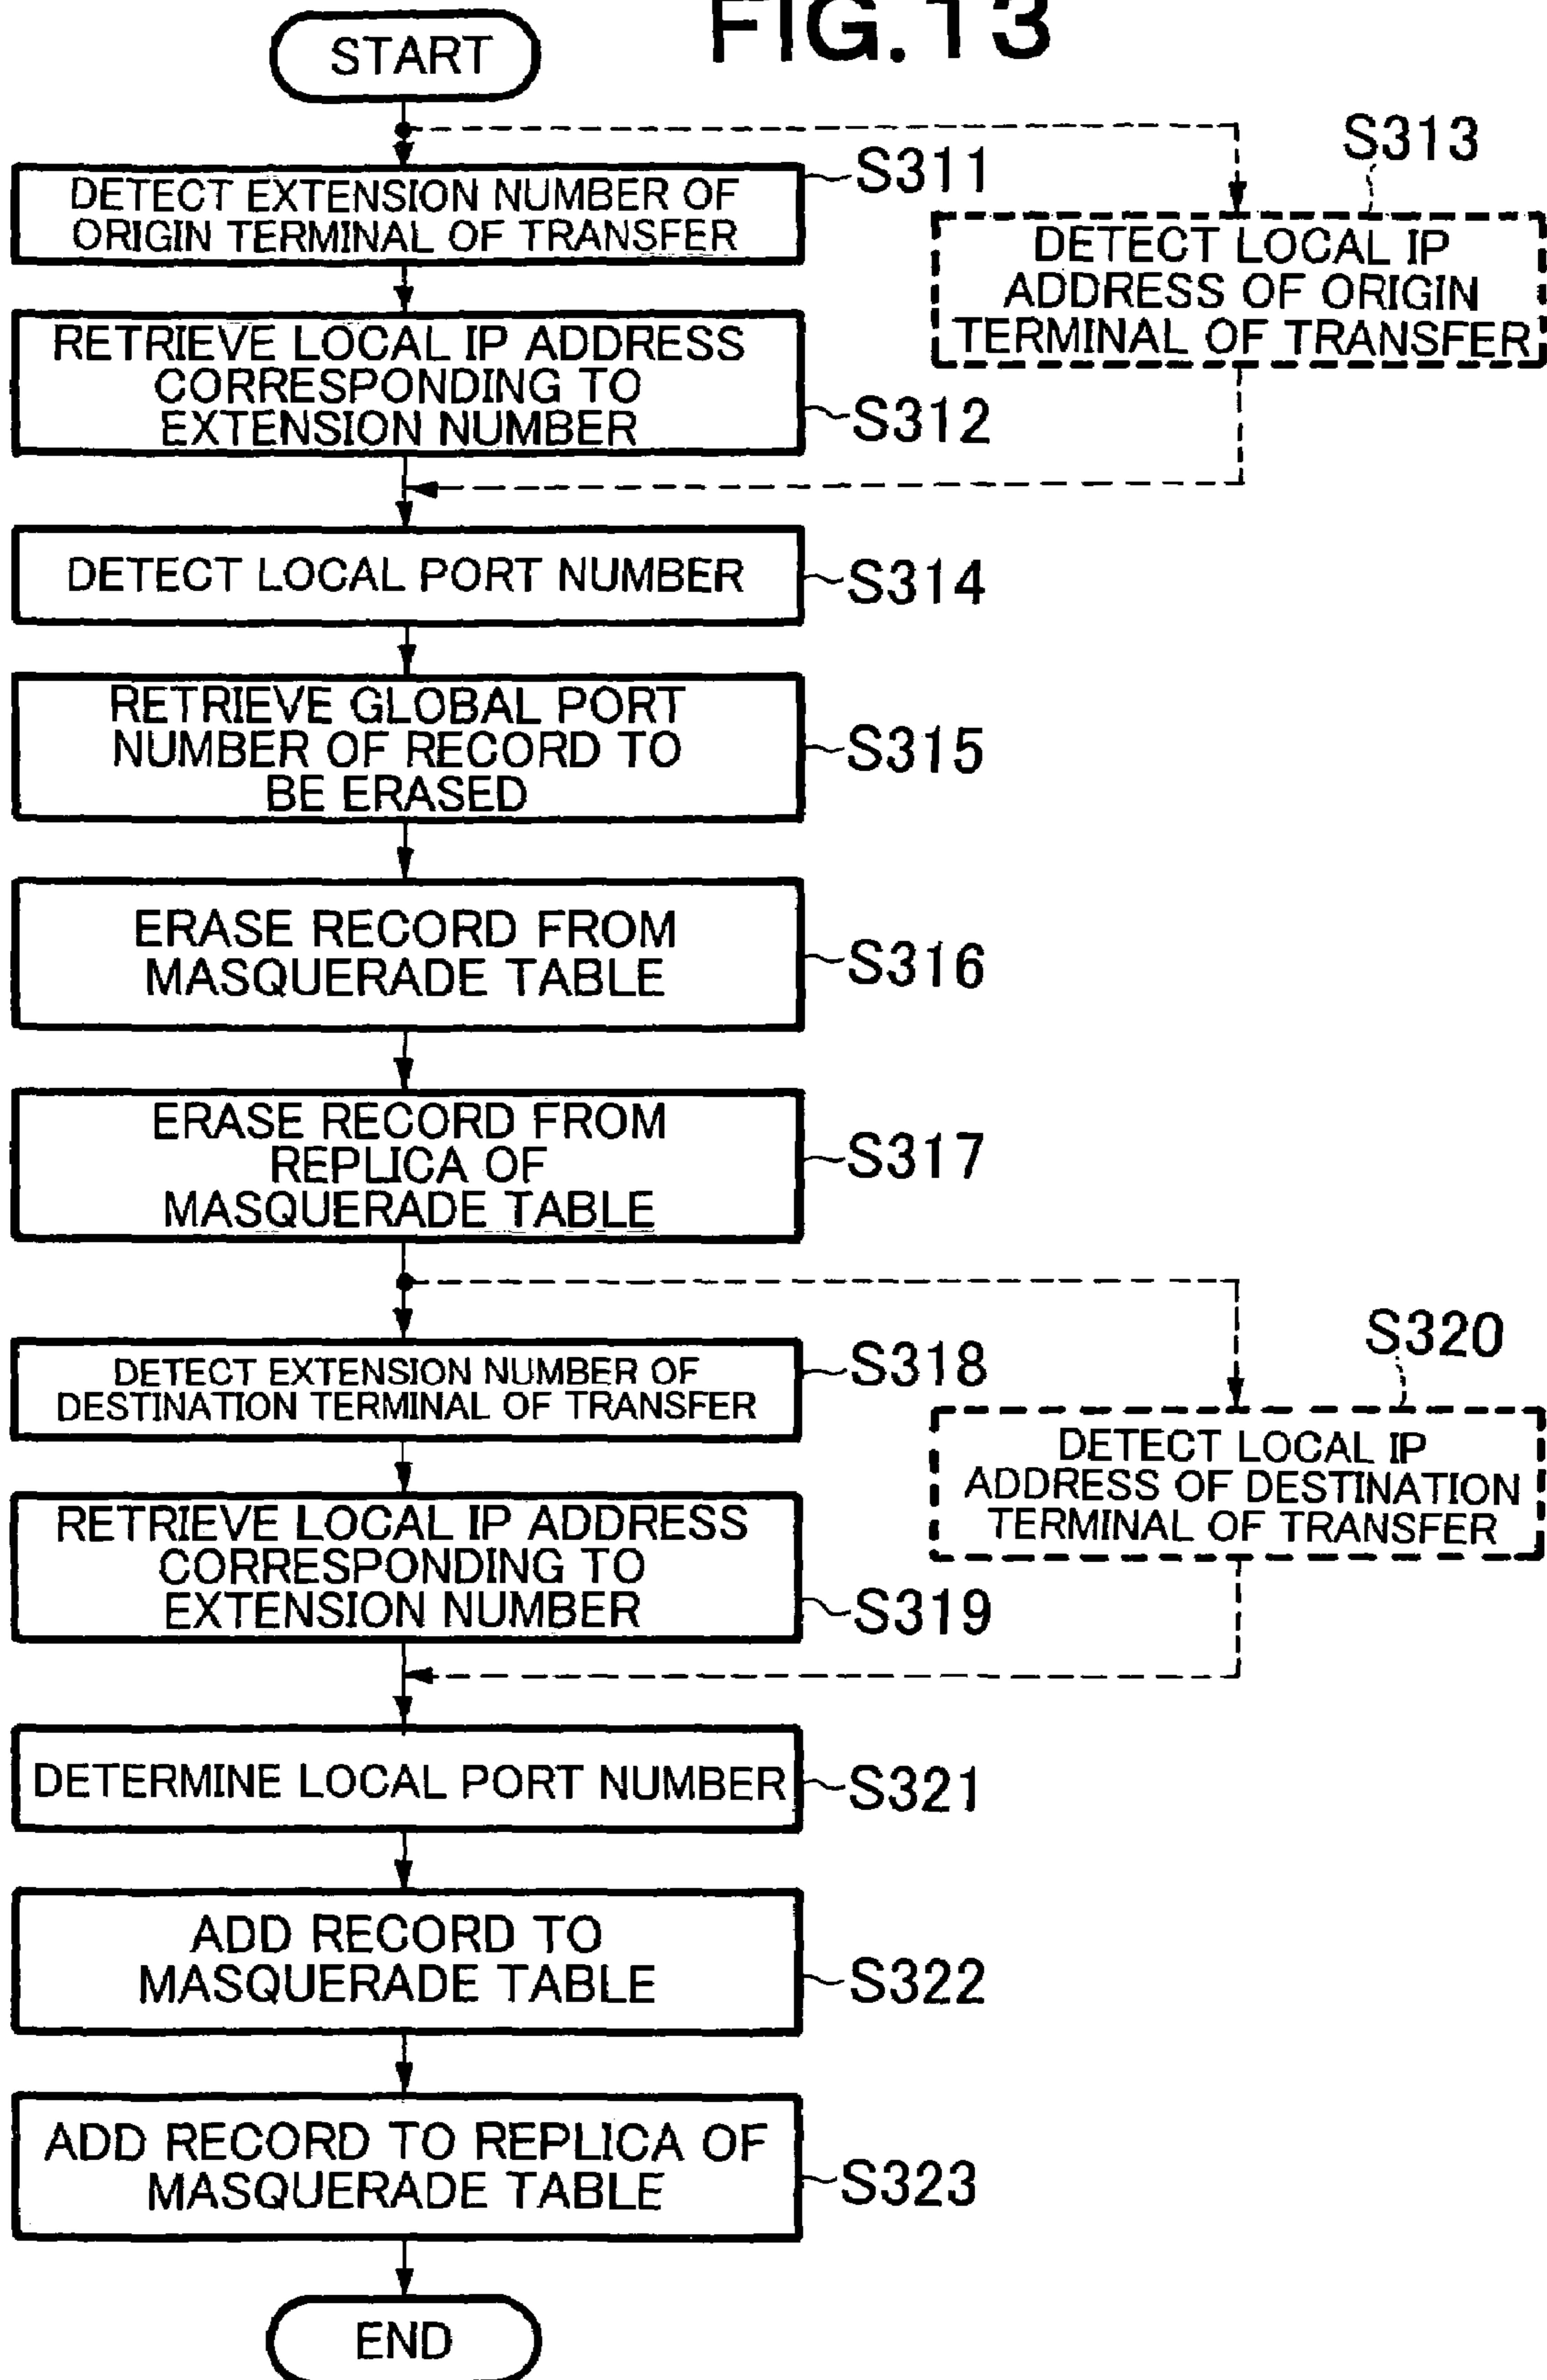 FIG.13
START
S311
DETECT EXTENSION NUMBER OF
ORIGIN TERMINAL OF TRANSFER
S313
DETECT LOCAL IP
ADDRESS OF ORIGIN
TERMINAL OF TRANSFER
RETRIEVE LOCAL IP ADDRESS
CORRESPONDING TO
EXTENSION NUMBER
S312
DETECT LOCAL PORT NUMBER
S314
RETRIEVE GLOBAL PORT
NUMBER OF RECORD TO
BE ERASED
S315
ERASE RECORD FROM
MASQUERADE TABLE
S316
ERASE RECORD FROM
REPLICA OF
MASQUERADE TABLE
S317
DETECT EXTENSION NUMBER OF
DESTINATION TERMINAL OF TRANSFER
S318
S320
DETECT LOCAL IP
ADDRESS OF DESTINATION
TERMINAL OF TRANSFER
RETRIEVE LOCAL IP ADDRESS
CORRESPONDING TO
EXTENSION NUMBER
S319
DETERMINE LOCAL PORT NUMBER
S321
ADD RECORD TO
MASQUERADE TABLE
S322
ADD RECORD TO REPLICA OF
MASQUERADE TABLE
S323
END